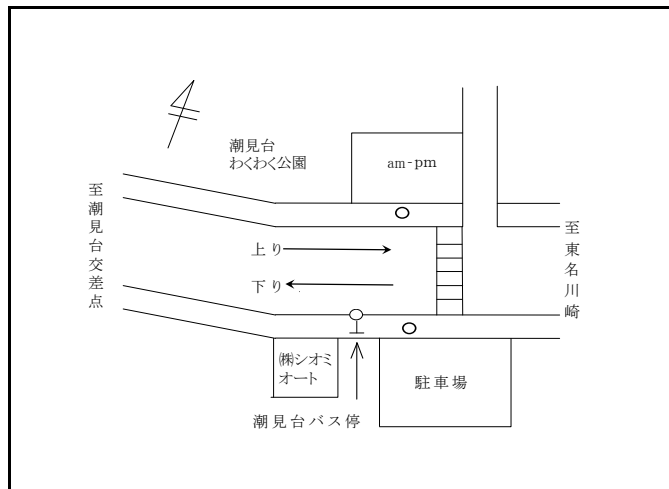 潮見台
わくわく公園
am-pm
至潮見台交差点
至東名川崎
上り
下り
㈱シオミ
オート
駐車場
潮見台バス停